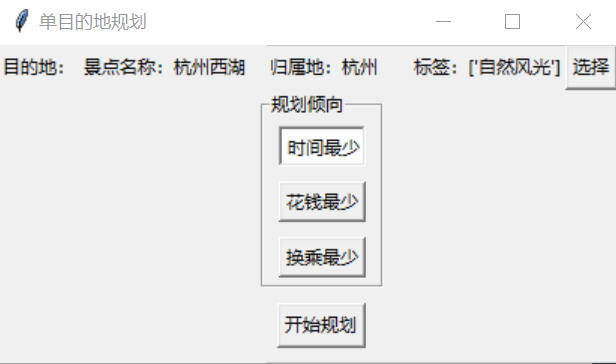 单目的地规划
目的地： 景点名称：杭州西湖 归属地：杭州 标签：['自然风光'] 选择
规划倾向
时间最少
花钱最少
换乘最少
开始规划